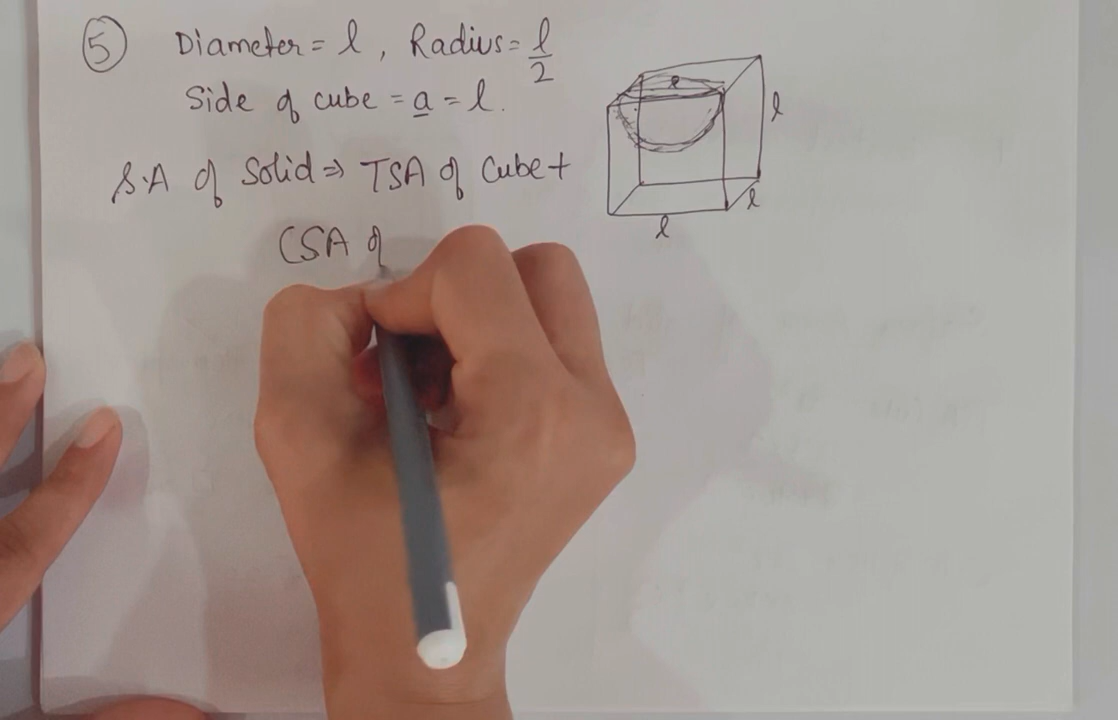 5 Diameter = l, Radius = l/2
Side of cube = a = l.
S.A of Solid ⇒ TSA of Cube +
CSA of
l
l
l
l